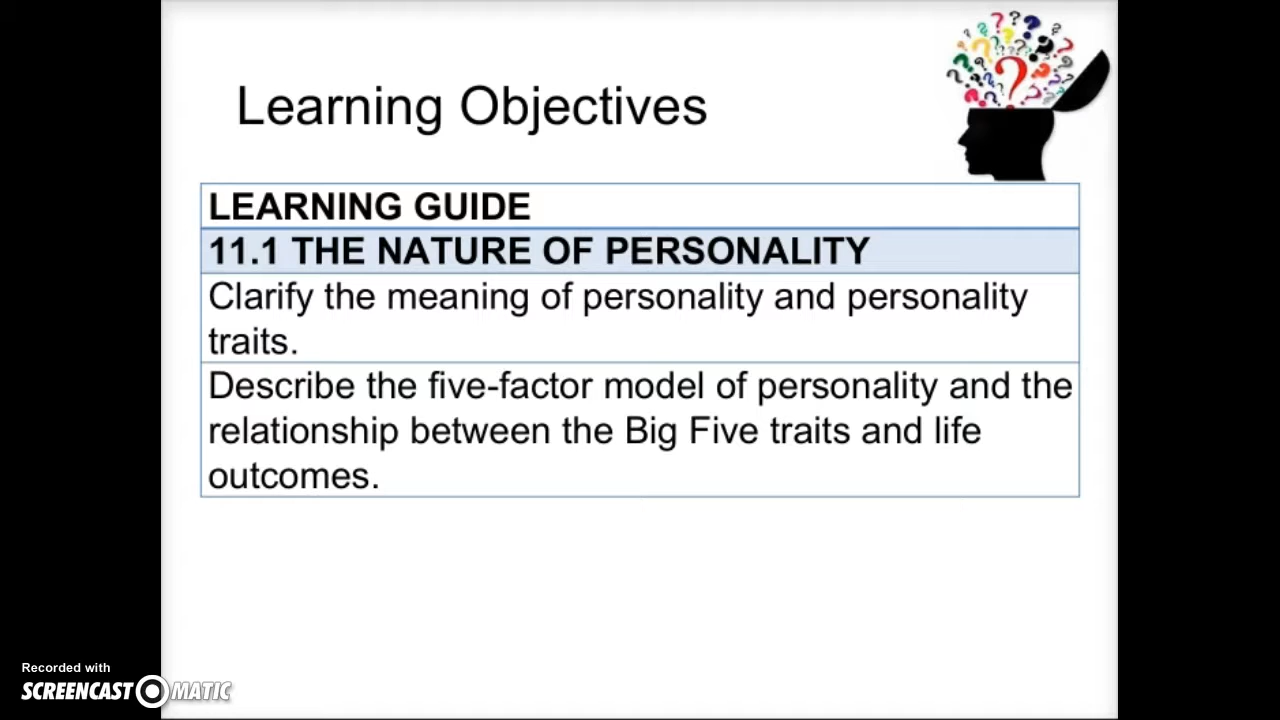 Learning Objectives
LEARNING GUIDE
11.1 THE NATURE OF PERSONALITY
Clarify the meaning of personality and personality
traits.
Describe the five-factor model of personality and the
relationship between the Big Five traits and life
outcomes.
Recorded with
SCREENCAST MATIC